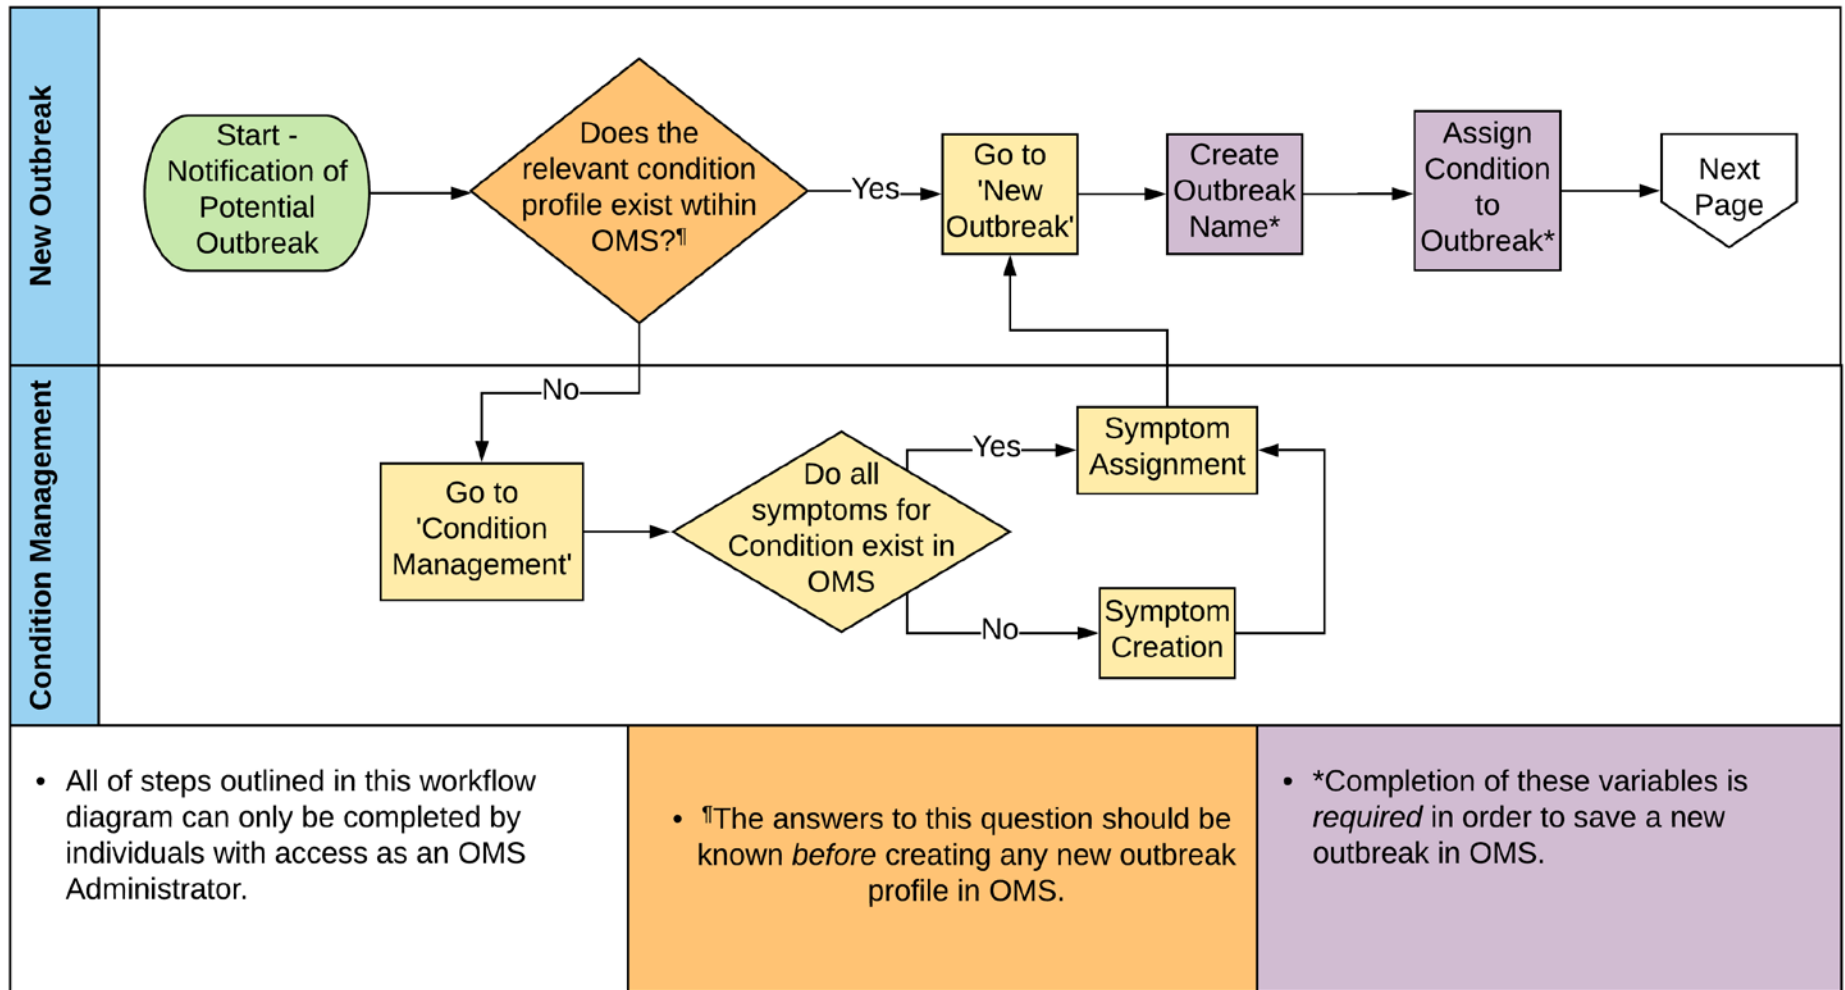 New Outbreak
Start -
Notification of
Potential
Outbreak
Does the
relevant condition
profile exist wtihin
OMS?¶
Yes
Go to
'New
Outbreak'
Create
Outbreak
Name*
Assign
Condition
to
Outbreak*
Next
Page
Condition Management
No
Go to
'Condition
Management'
Do all
symptoms for
Condition exist in
OMS
Yes
Symptom
Assignment
No
Symptom
Creation
• All of steps outlined in this workflow
diagram can only be completed by
individuals with access as an OMS
Administrator.
• ¶The answers to this question should be
known before creating any new outbreak
profile in OMS.
• *Completion of these variables is
required in order to save a new
outbreak in OMS.